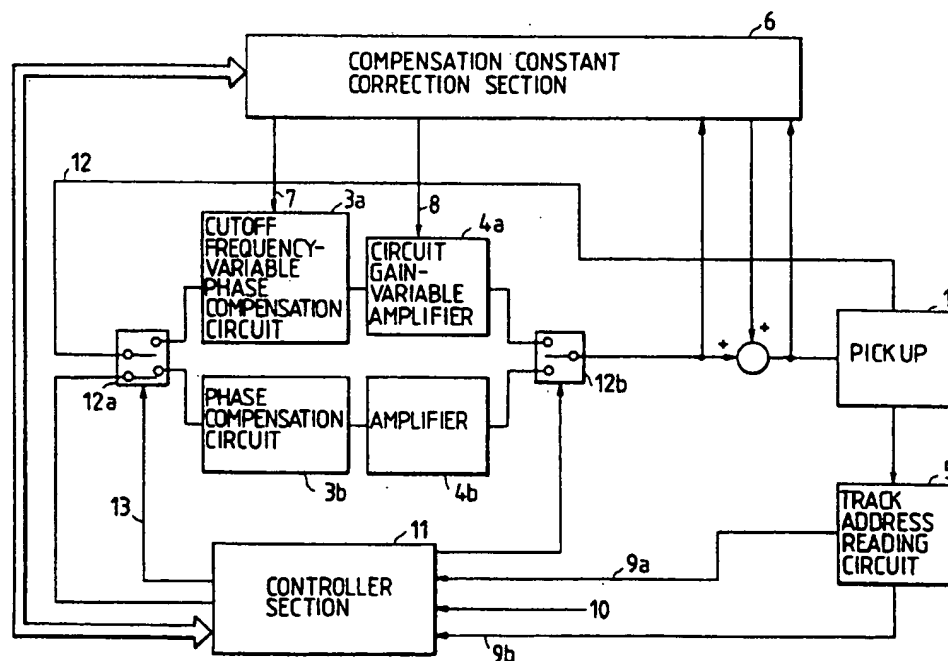 6
COMPENSATION CONSTANT
CORRECTION SECTION
12
7
3a
8
4a
CUTOFF
FREQUENCY-
VARIABLE
PHASE
COMPENSATION
CIRCUIT
CIRCUIT
GAIN-
VARIABLE
AMPLIFIER
1
PICKUP
+
+
12a
12b
PHASE
COMPENSATION
CIRCUIT
AMPLIFIER
3b
4b
5
TRACK
ADDRESS
READING
CIRCUIT
13
11
CONTROLLER
SECTION
9a
10
9b